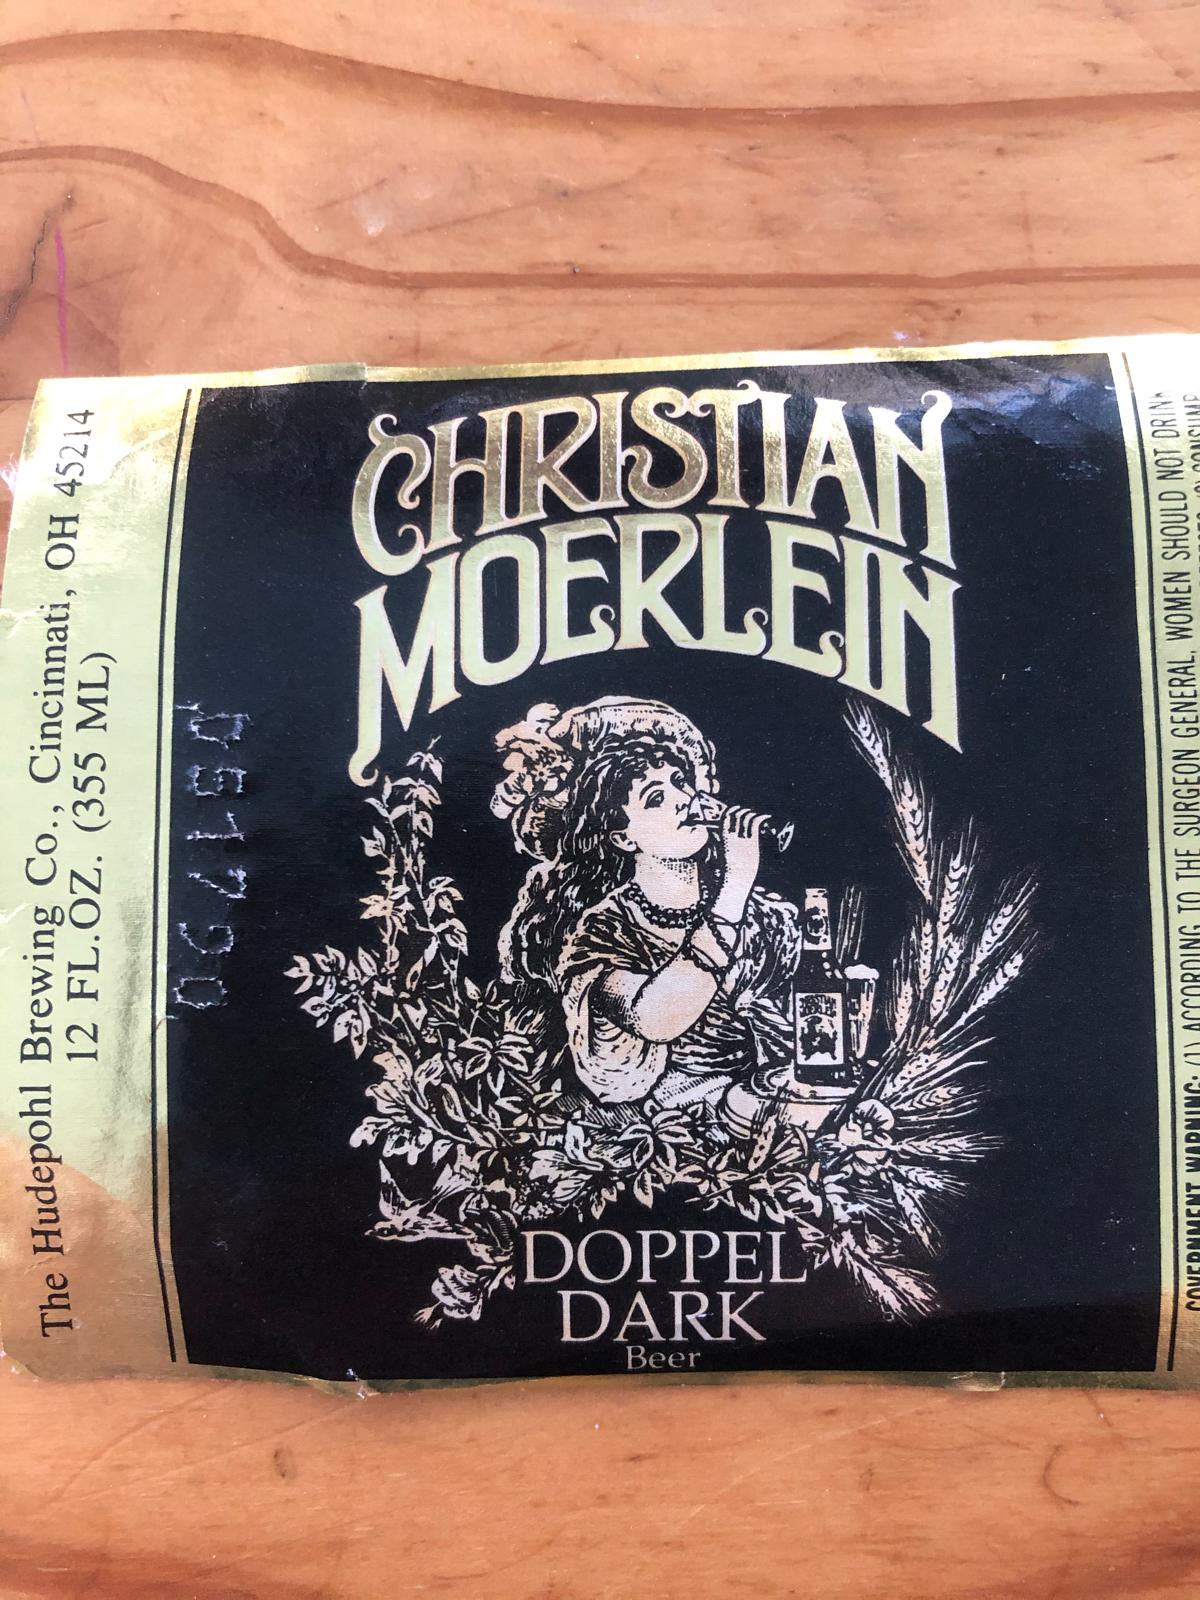 The Hudepohl Brewing Co., Cincinnati, OH 45214
12 FL.OZ. (355 ML)
CHRISTIAN
MOERLEIN
DOPPEL
DARK
Beer
GOVERNMENT WARNING: (1) ACCORDING TO THE SURGEON GENERAL, WOMEN SHOULD NOT DRINK